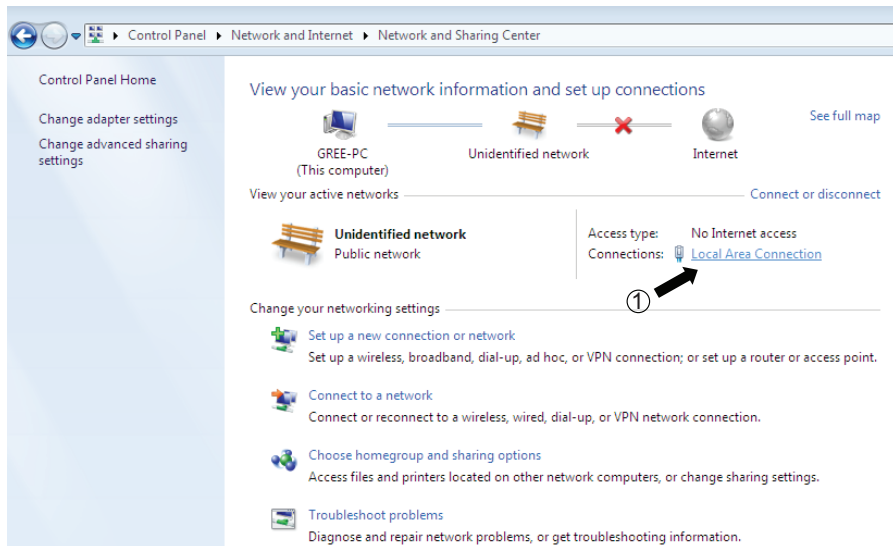 Control Panel ▸ Network and Internet ▸ Network and Sharing Center
Control Panel Home
Change adapter settings
Change advanced sharing
settings
View your basic network information and set up connections
See full map
GREE-PC
(This computer)
Unidentified network
Internet
View your active networks
Connect or disconnect
Unidentified network
Public network
Access type: No Internet access
Connections: Local Area Connection
①
Change your networking settings
Set up a new connection or network
Set up a wireless, broadband, dial-up, ad hoc, or VPN connection; or set up a router or access point.
Connect to a network
Connect or reconnect to a wireless, wired, dial-up, or VPN network connection.
Choose homegroup and sharing options
Access files and printers located on other network computers, or change sharing settings.
Troubleshoot problems
Diagnose and repair network problems, or get troubleshooting information.